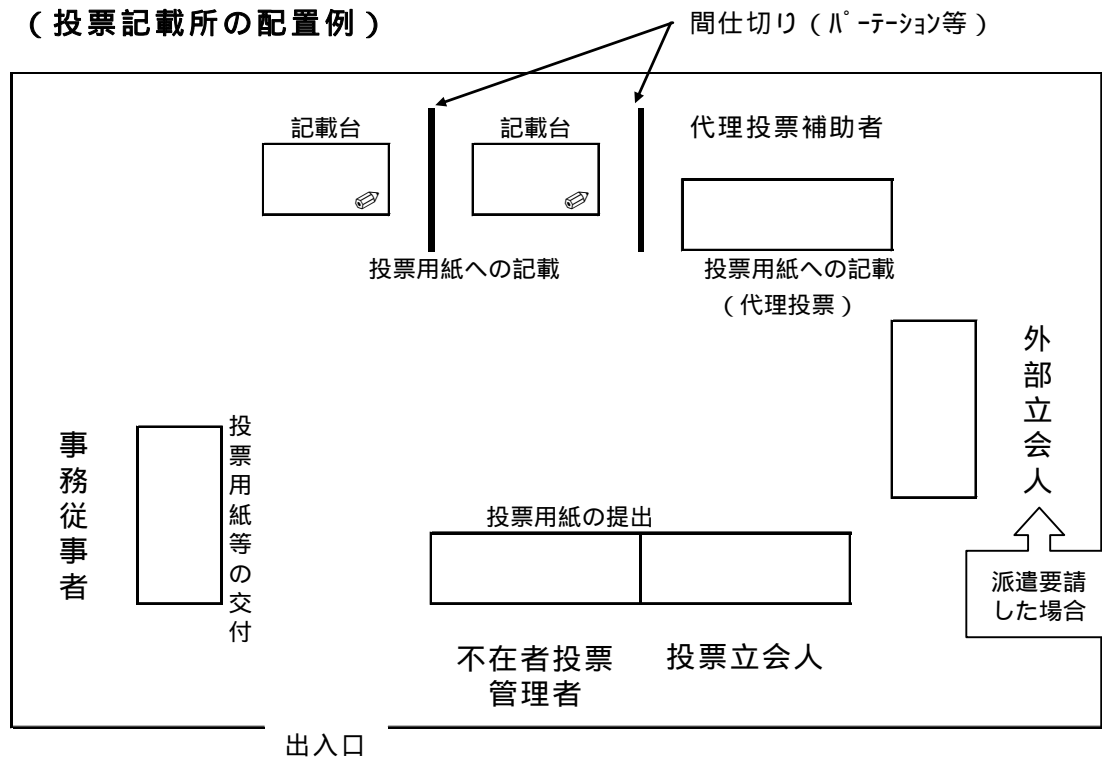 （投票記載所の配置例）
間仕切り（ﾊﾟｰﾃｰｼｮﾝ等）
記載台
記載台
代理投票補助者
投票用紙への記載
投票用紙への記載
（代理投票）
外部立会人
事務従事者
投票用紙等の交付
投票用紙の提出
派遣要請
した場合
不在者投票
管理者
投票立会人
出入口